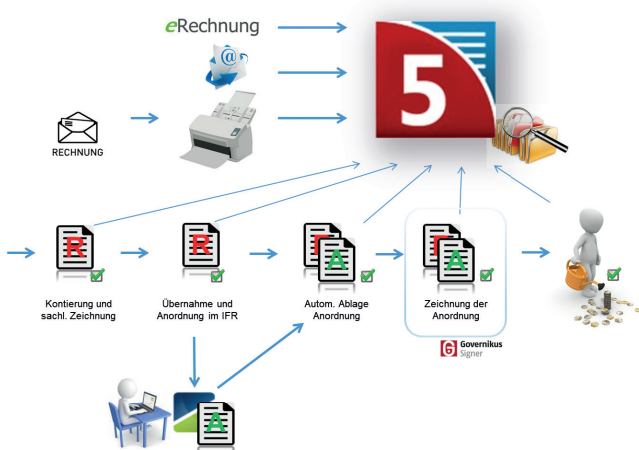 eRechnung
@
5
RECHNUNG
R
R
R
A
R
A
Kontierung und
sachl. Zeichnung
Übernahme und
Anordnung im IFR
Autom. Ablage
Anordnung
Zeichnung der
Anordnung
G Governikus
Signer
A